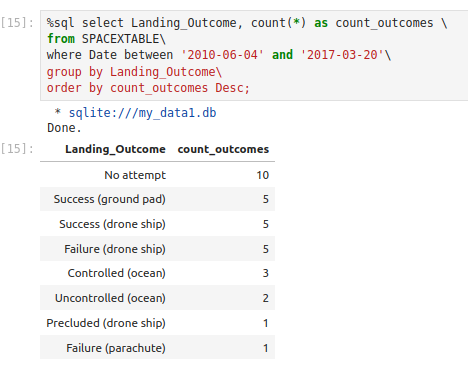 [15]: %sql select Landing_Outcome, count(*) as count_outcomes \
from SPACEXTABLE\
where Date between '2010-06-04' and '2017-03-20'\
group by Landing_Outcome\
order by count_outcomes Desc;
* sqlite:///my_data1.db
Done.
[15]: Landing_Outcome count_outcomes
No attempt 10
Success (ground pad) 5
Success (drone ship) 5
Failure (drone ship) 5
Controlled (ocean) 3
Uncontrolled (ocean) 2
Precluded (drone ship) 1
Failure (parachute) 1